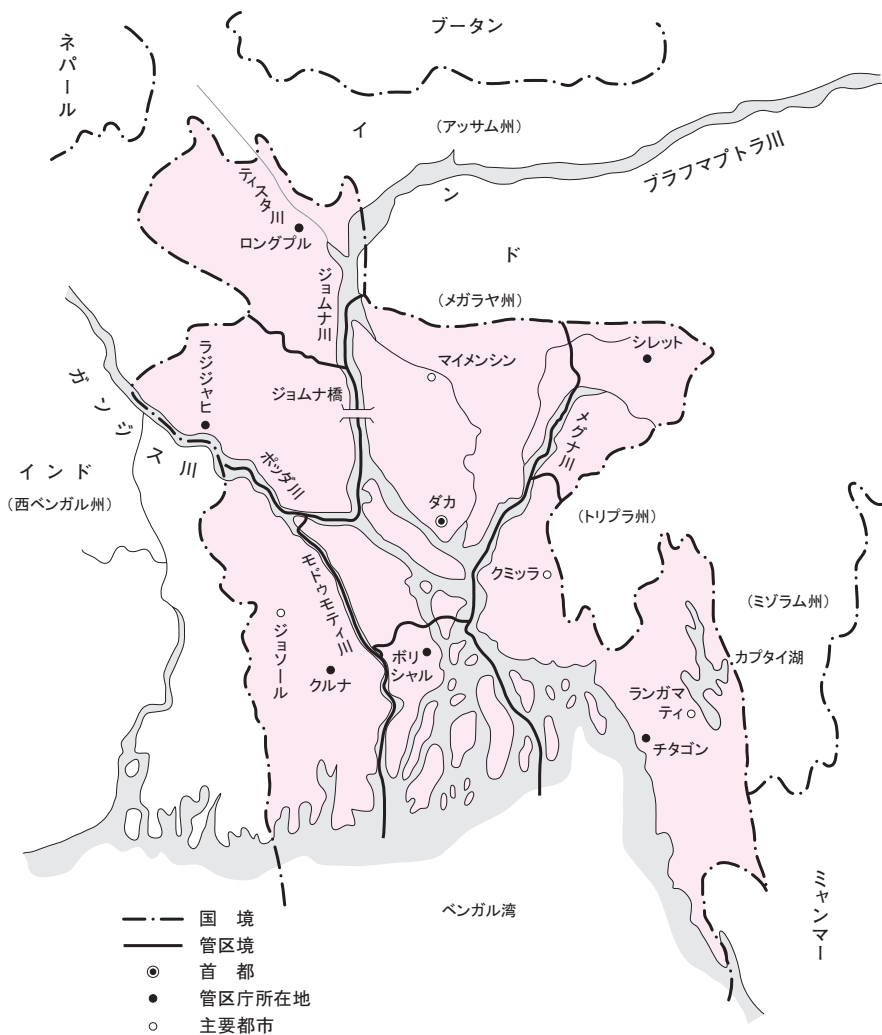 ネパール
ブータン
イ
ン
ド
(アッサム州)
ブラフマプトラ川
ティスタ川
ロングプル
ジョムナ川
(メガラヤ州)
シレット
マイメンシン
ラジジャヒ
ガンジス川
ジョムナ橋
メグナ川
インド
(西ベンガル州)
ポッダ川
ダカ
(トリプラ州)
クミッラ
モドゥモティ川
(ミゾラム州)
ジョソール
ボリ
シャル
カプタイ湖
クルナ
ランガマ
ティ
チタゴン
ミャンマー
ベンガル湾
国 境
管区境
首 都
管区庁所在地
主要都市